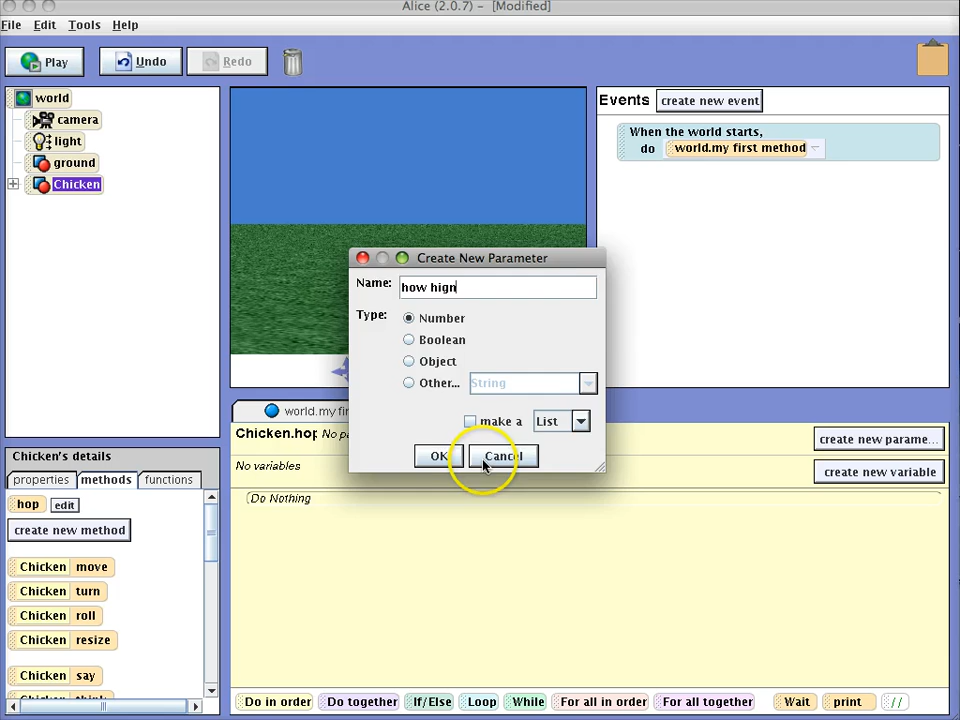 Alice (2.0.7) - [Modified]
File Edit Tools Help
Play Undo Redo
world
camera
light
ground
Chicken
Events create new event
When the world starts,
do world.my first method
Create New Parameter
Name: how hign
Type: Number
Boolean
Object
Other... String
make a List
OK Cancel
world.my fir
Chicken.hop No pa
create new parame...
No variables
create new variable
Do Nothing
Chicken's details
properties methods functions
hop edit
create new method
Chicken move
Chicken turn
Chicken roll
Chicken resize
Chicken say
Chicken think
Do in order Do together If/Else Loop While For all in order For all together Wait print //